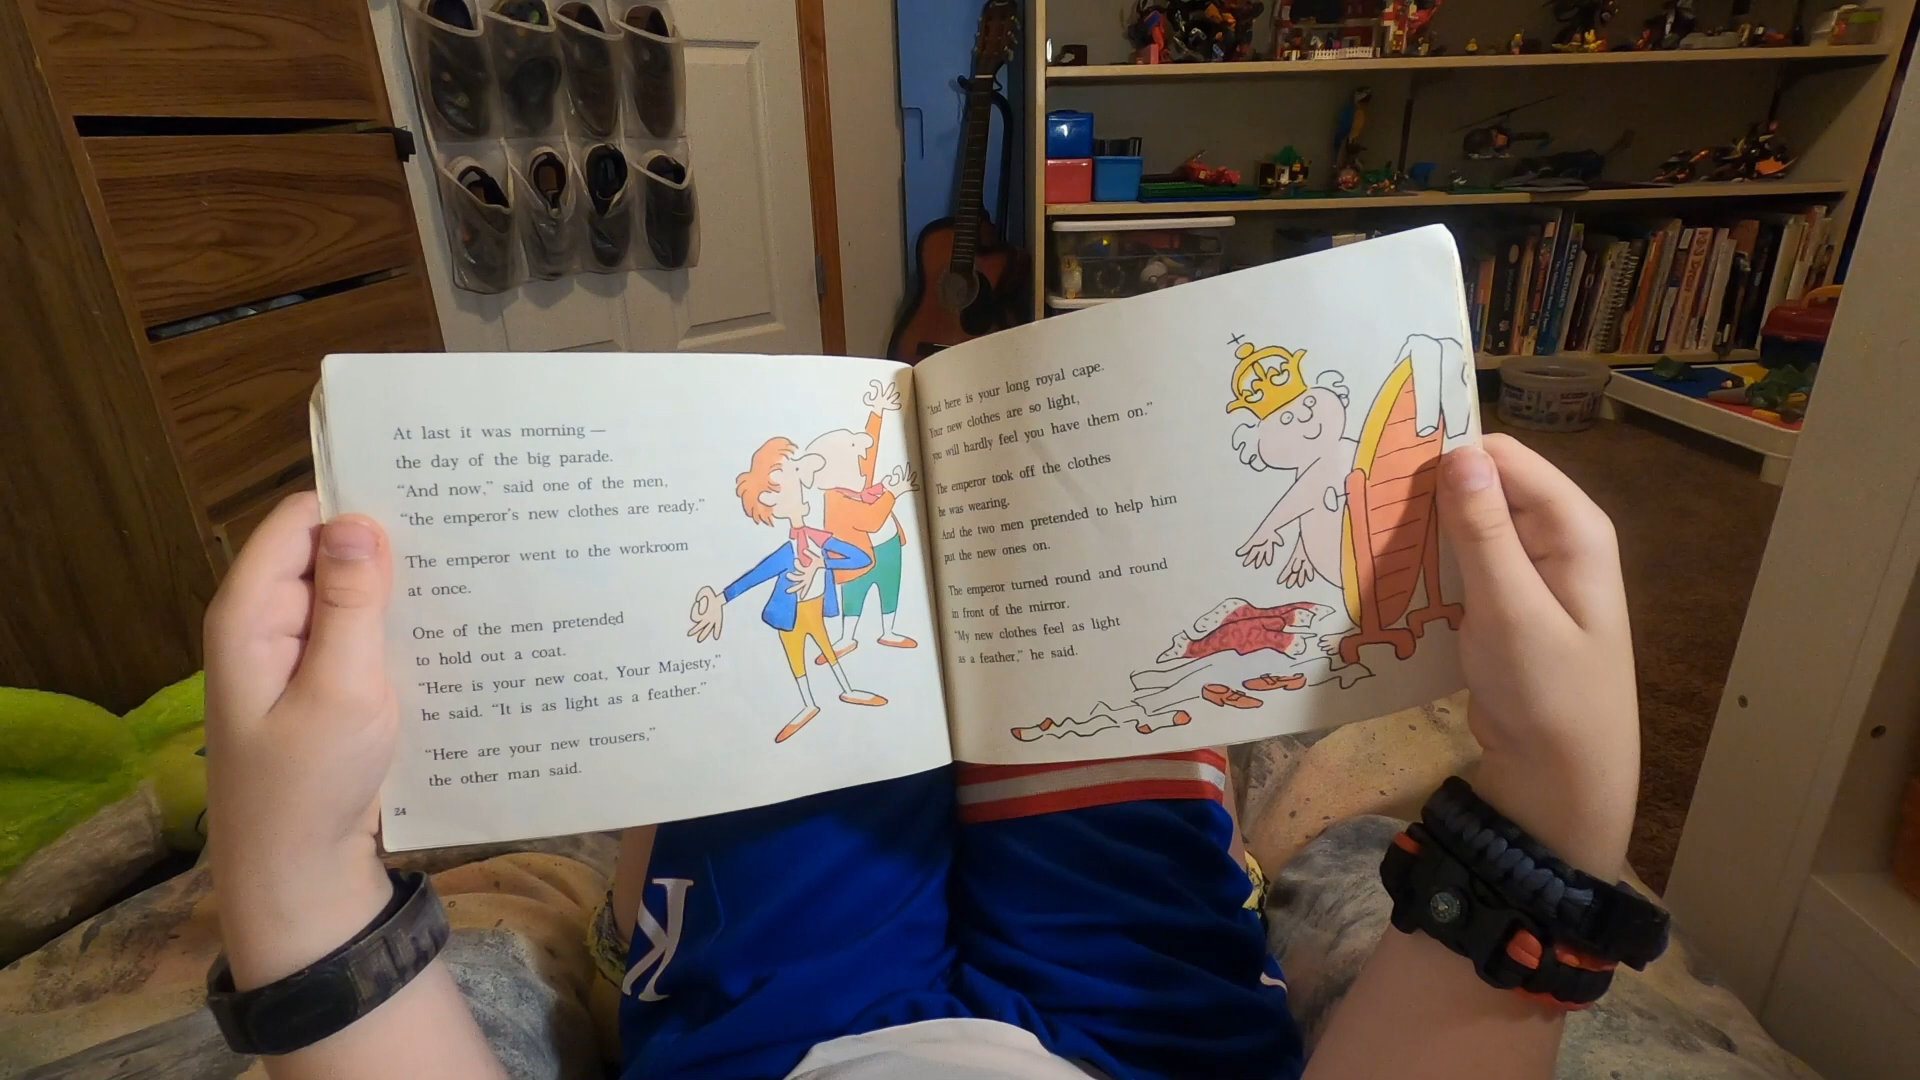 At last it was morning —
the day of the big parade.
“And now,” said one of the men,
“the emperor's new clothes are ready.”
The emperor went to the workroom
at once.
One of the men pretended
to hold out a coat.
“Here is your new coat, Your Majesty,”
he said. “It is as light as a feather.”
“Here are your new trousers,”
the other man said.
24
“And here is your long royal cape.
Your new clothes are so light,
you will hardly feel you have them on.”
The emperor took off the clothes
he was wearing.
And the two men pretended to help him
put the new ones on.
The emperor turned round and round
in front of the mirror.
“My new clothes feel as light
as a feather,” he said.
K